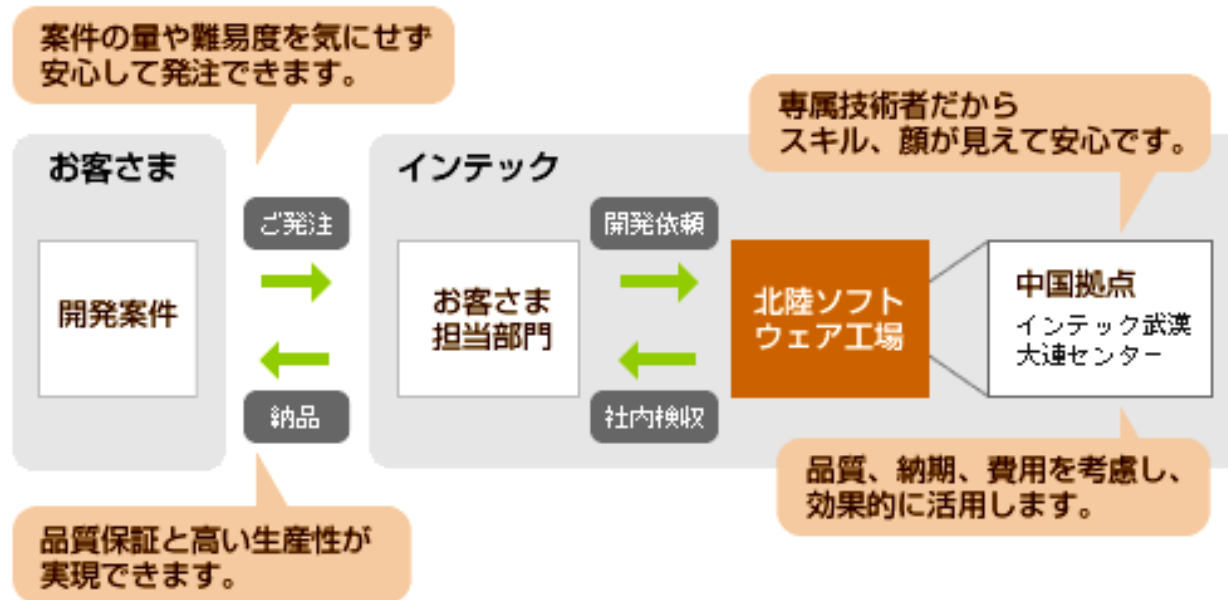 案件の量や難易度を気にせず
安心して発注できます。
専属技術者だから
スキル、顔が見えて安心です。
お客さま
インテック
ご発注
開発依頼
開発案件
お客さま
担当部門
北陸ソフト
ウェア工場
中国拠点
インテック武漢
大連センター
納品
社内検収
品質、納期、費用を考慮し、
効果的に活用します。
品質保証と高い生産性が
実現できます。